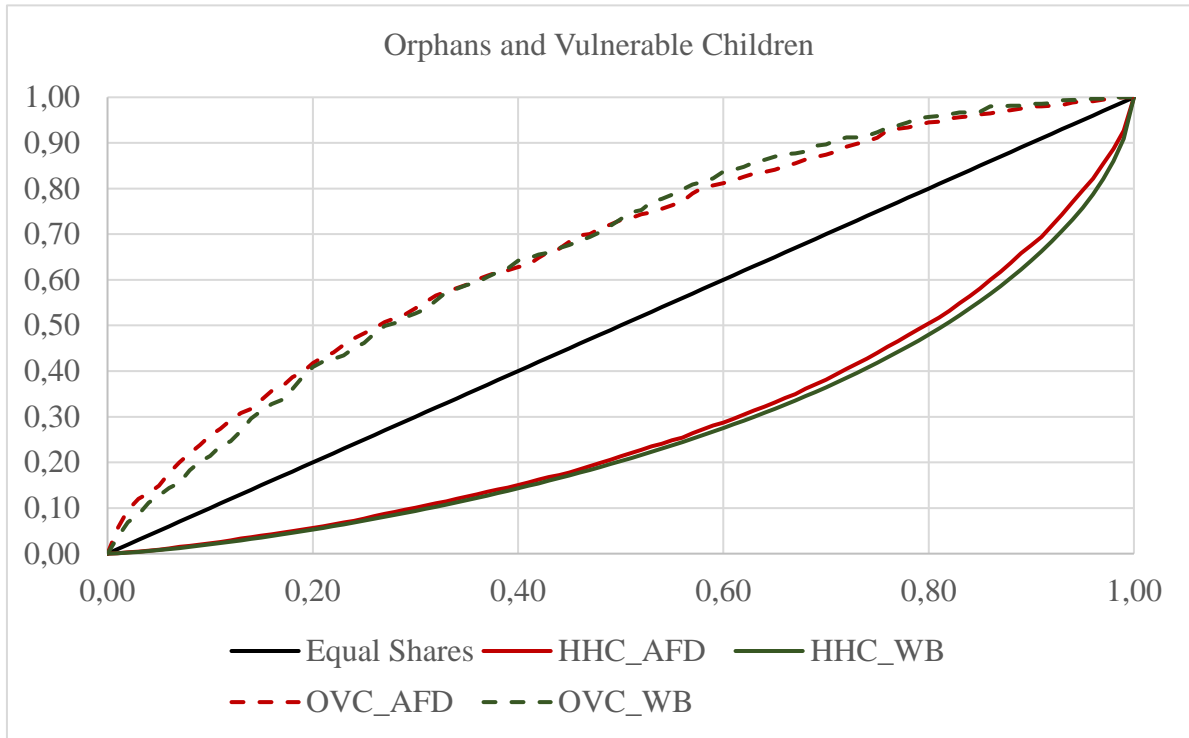 Orphans and Vulnerable Children
1,00
0,90
0,80
0,70
0,60
0,50
0,40
0,30
0,20
0,10
0,00
0,00 0,20 0,40 0,60 0,80 1,00
Equal Shares HHC_AFD HHC_WB
OVC_AFD OVC_WB